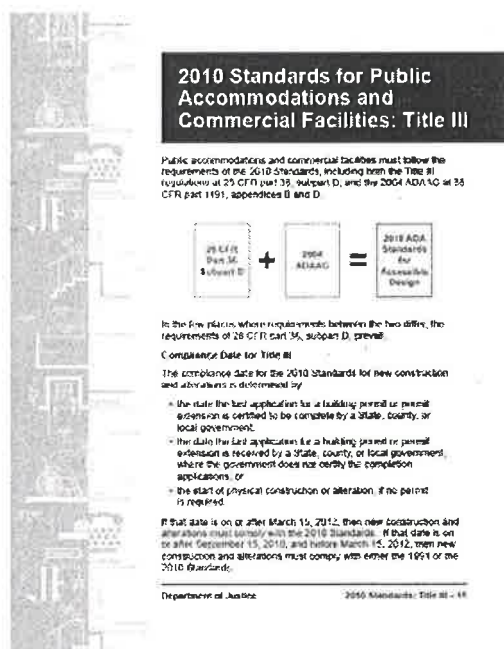 2010 Standards for Public
Accommodations and
Commercial Facilities: Title III
Public accommodations and commercial facilities must follow the
requirements of the 2010 Standards, including both the Title III
regulations at 28 CFR part 36, subpart D; and the 2004 ADAAG at 36
CFR part 1191, appendices B and D.
28 CFR
Part 36
Subpart D
+
2004
ADAAG
=
2010 ADA
Standards
for
Accessible
Design
In the few places where requirements between the two differ, the
requirements of 28 CFR part 36, subpart D, prevail.
Compliance Date for Title III
The compliance date for the 2010 Standards for new construction
and alterations is determined by:
• the date the last application for a building permit or permit
extension is certified to be complete by a State, county, or
local government;
• the date the last application for a building permit or permit
extension is received by a State, county, or local government,
where the government does not certify the completion
applications; or
• the start of physical construction or alteration, if no permit
is required.
If that date is on or after March 15, 2012, then new construction and
alterations must comply with the 2010 Standards. If that date is on
or after September 15, 2010, and before March 15, 2012, then new
construction and alterations must comply with either the 1991 or the
2010 Standards.
Department of Justice
2010 Standards: Title III -